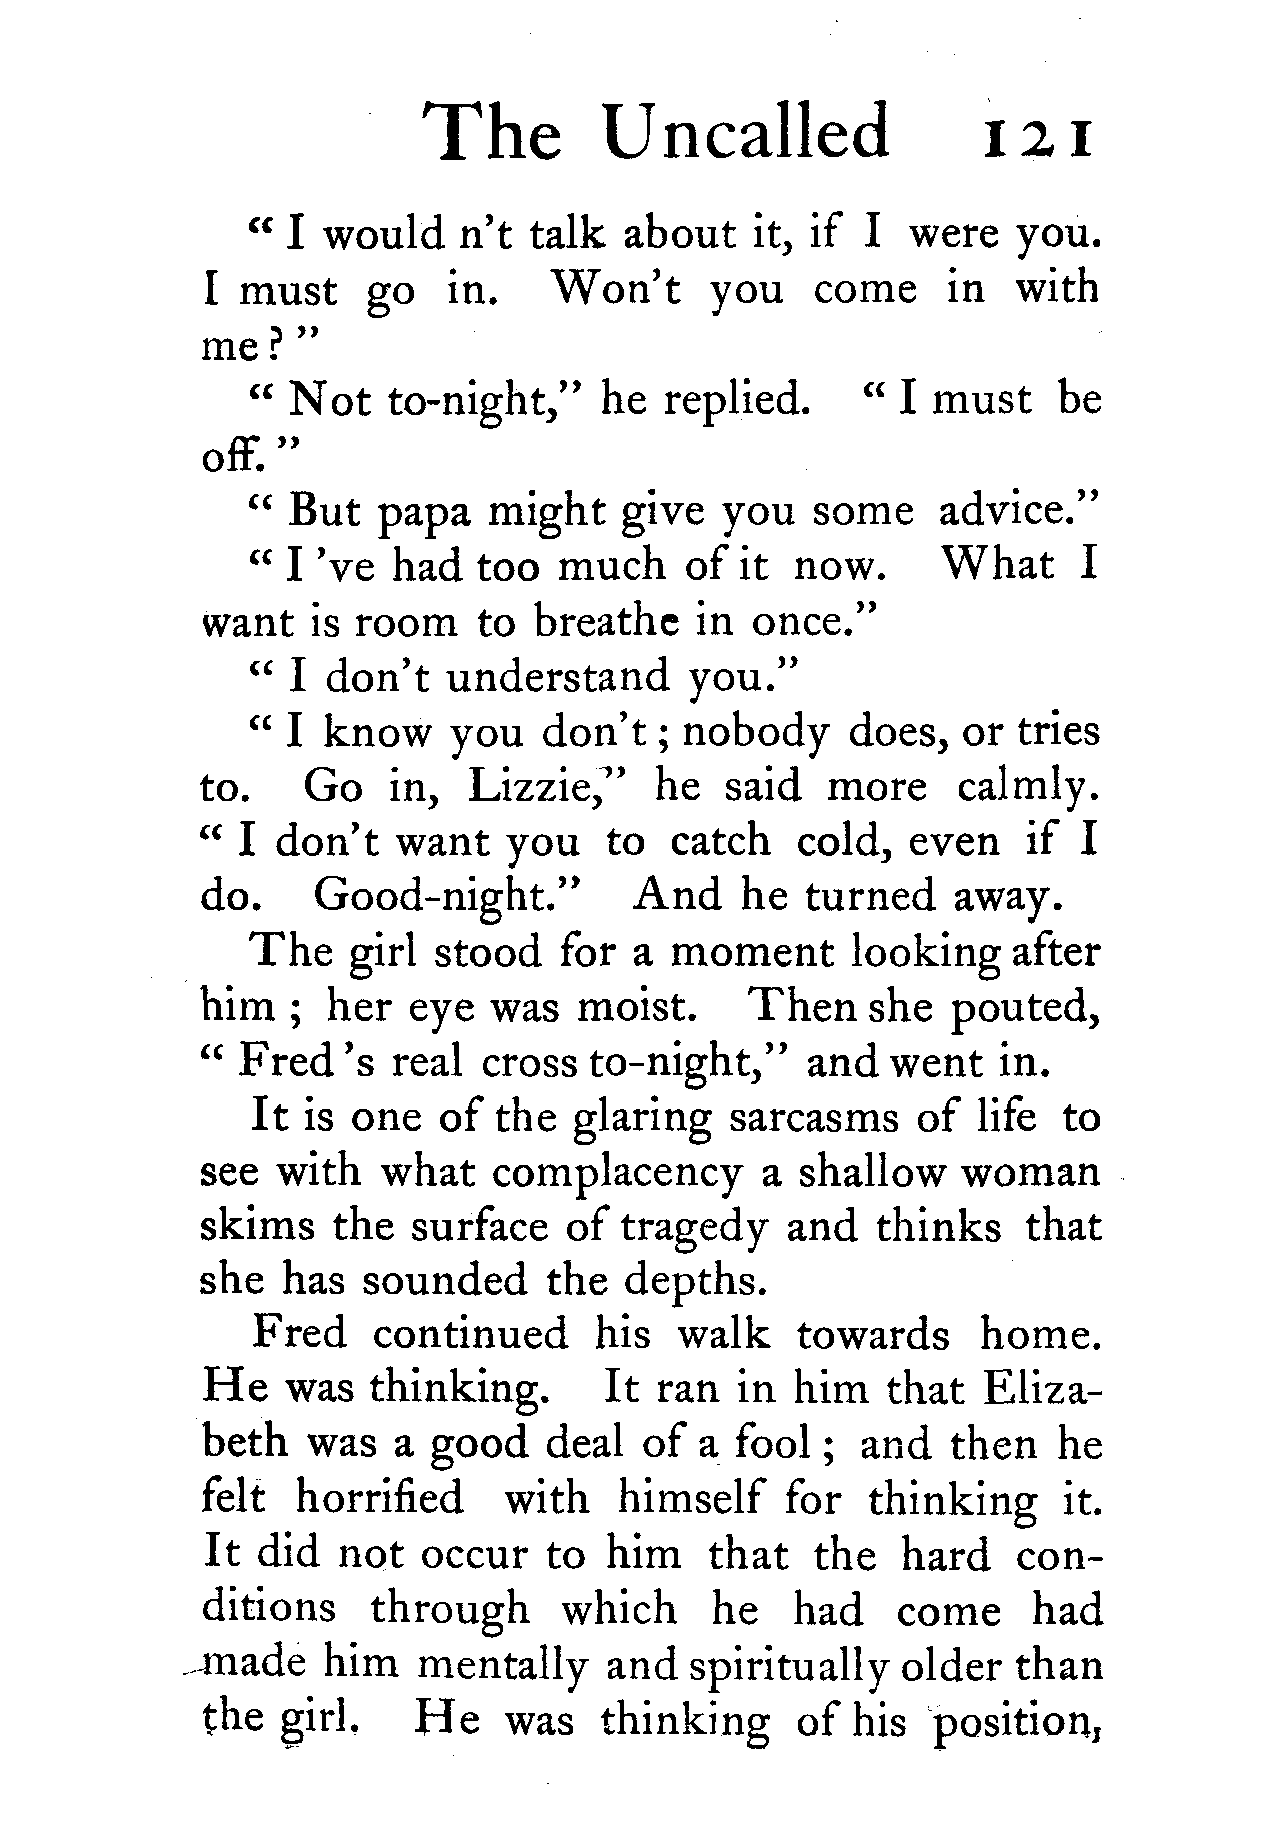 The Uncalled 121
“ I would n’t talk about it, if I were you.
I must go in. Won’t you come in with
me ? ”
“ Not to-night,” he replied. “ I must be
off. ”
“ But papa might give you some advice.”
“ I ’ve had too much of it now. What I
want is room to breathe in once.”
“ I don’t understand you.”
“ I know you don’t ; nobody does, or tries
to. Go in, Lizzie,” he said more calmly.
“ I don’t want you to catch cold, even if I
do. Good-night.” And he turned away.
The girl stood for a moment looking after
him ; her eye was moist. Then she pouted,
“ Fred ’s real cross to-night,” and went in.
It is one of the glaring sarcasms of life to
see with what complacency a shallow woman
skims the surface of tragedy and thinks that
she has sounded the depths.
Fred continued his walk towards home.
He was thinking. It ran in him that Eliza-
beth was a good deal of a fool ; and then he
felt horrified with himself for thinking it.
It did not occur to him that the hard con-
ditions through which he had come had
made him mentally and spiritually older than
the girl. He was thinking of his position,